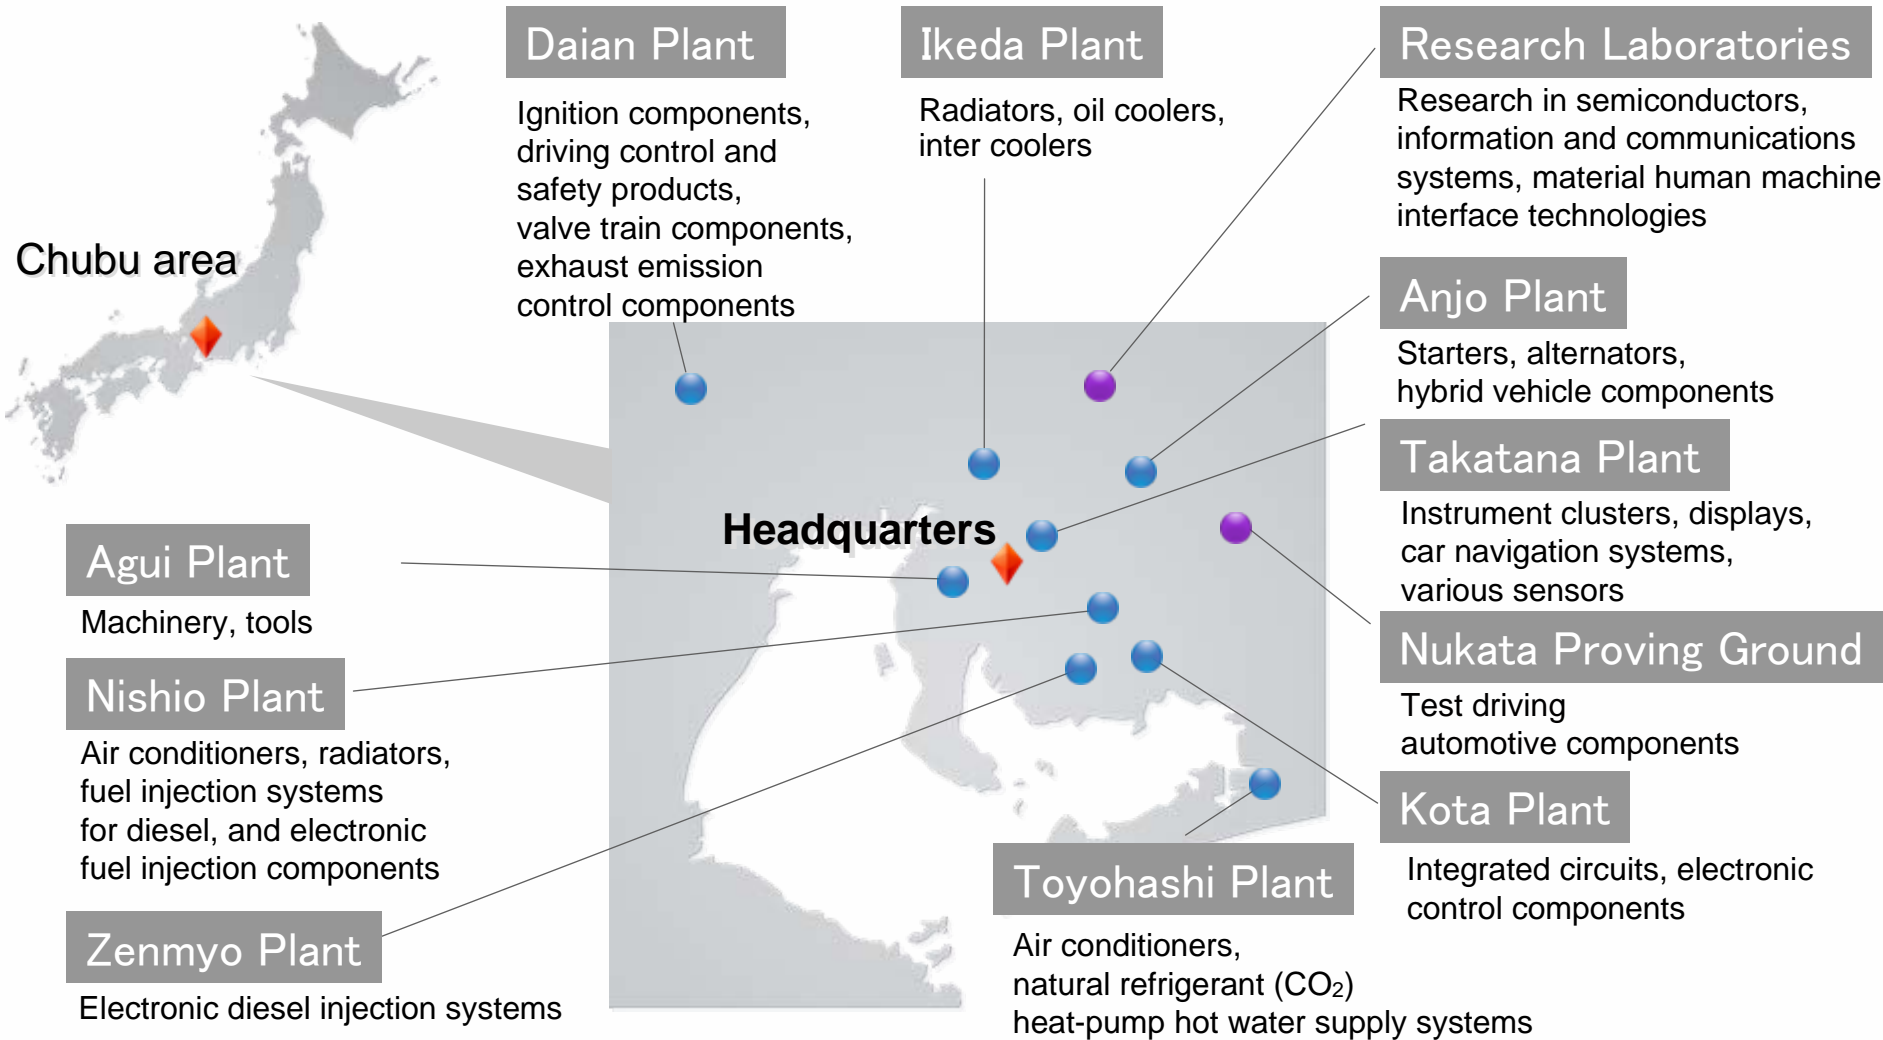 Daian Plant
Ignition components,
driving control and
safety products,
valve train components,
exhaust emission
control components
Ikeda Plant
Radiators, oil coolers,
inter coolers
Research Laboratories
Research in semiconductors,
information and communications
systems, material human machine
interface technologies
Chubu area
Anjo Plant
Starters, alternators,
hybrid vehicle components
Takatana Plant
Instrument clusters, displays,
car navigation systems,
various sensors
Headquarters
Agui Plant
Machinery, tools
Nukata Proving Ground
Test driving
automotive components
Nishio Plant
Air conditioners, radiators,
fuel injection systems
for diesel, and electronic
fuel injection components
Kota Plant
Integrated circuits, electronic
control components
Toyohashi Plant
Air conditioners,
natural refrigerant (CO₂)
heat-pump hot water supply systems
Zenmyo Plant
Electronic diesel injection systems